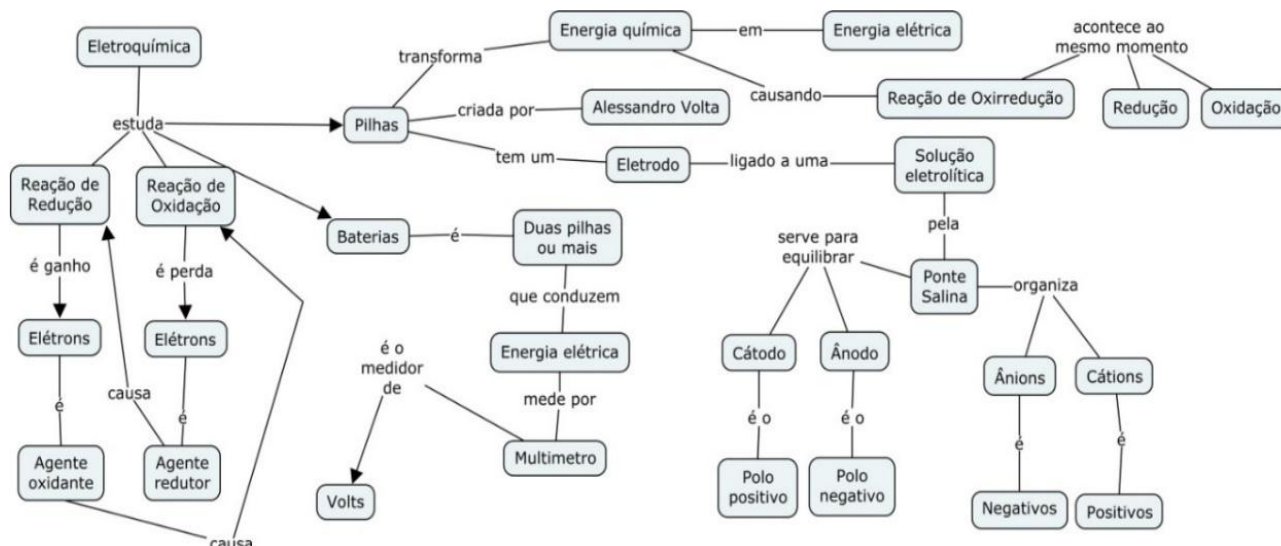 Eletroquímica
estuda
Reação de
Redução
é ganho
Elétrons
é
Agente
oxidante
causa
Reação de
Oxidação
é perda
Elétrons
é
Agente
redutor
causa
Pilhas
transforma
Energia química
em
Energia elétrica
causando
Reação de Oxirredução
acontece ao
mesmo momento
Redução
Oxidação
criada por
Alessandro Volta
tem um
Eletrodo
ligado a uma
Solução
eletrolítica
pela
Ponte
Salina
serve para
equilibrar
Cátodo
é o
Polo
positivo
Ânodo
é o
Polo
negativo
organiza
Ânions
é
Negativos
Cátions
é
Positivos
Baterias
é
Duas pilhas
ou mais
que conduzem
Energia elétrica
mede por
Multimetro
é o
medidor
de
Volts